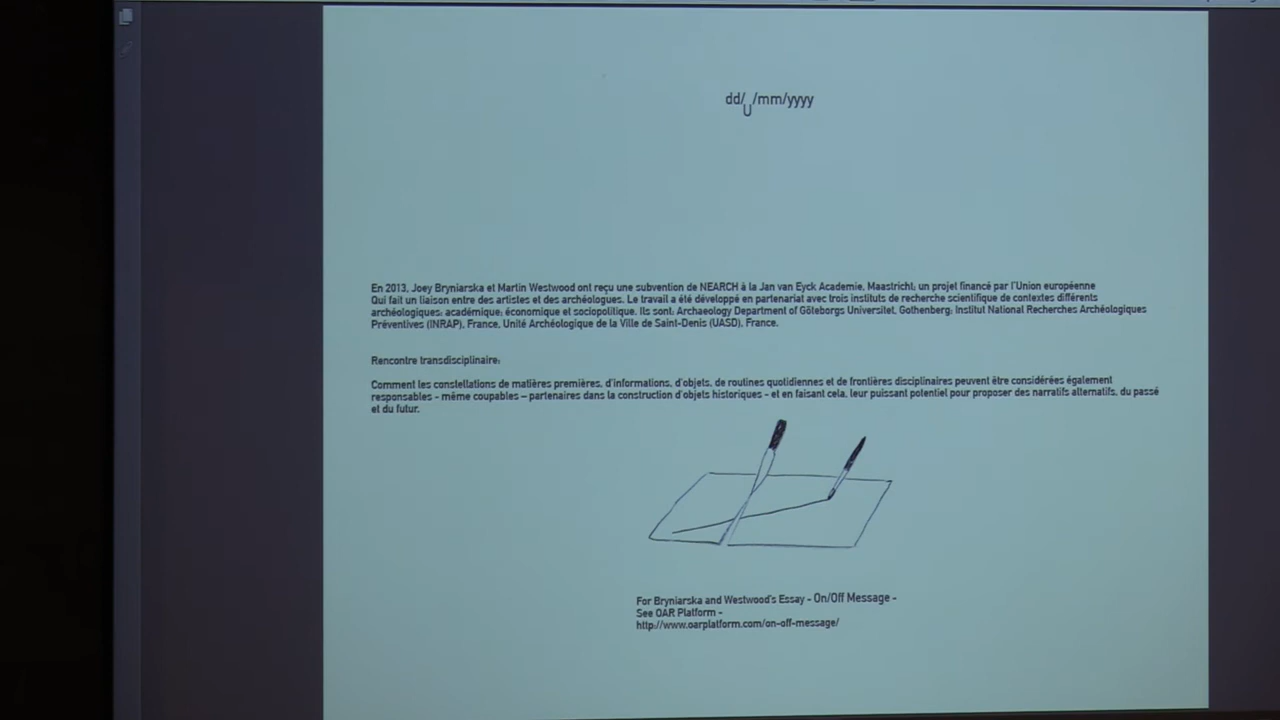 dd/U/mm/yyyy
En 2013, Joey Bryniarska et Martin Westwood ont reçu une subvention de NEARCH à la Jan van Eyck Academie, Maastricht; un projet financé par l'Union européenne
Qui fait un liaison entre des artistes et des archéologues. Le travail a été développé en partenariat avec trois instituts de recherche scientifique de contextes différents
archéologiques; académique; économique et sociopolitique. Ils sont: Archaeology Department of Göteborgs Universitet, Gothenberg; Institut National Recherches Archéologiques
Préventives (INRAP), France, Unité Archéologique de la Ville de Saint-Denis (UASD), France.
Rencontre transdisciplinaire:
Comment les constellations de matières premières, d'informations, d'objets, de routines quotidiennes et de frontières disciplinaires peuvent être considérées également
responsables - même coupables – partenaires dans la construction d'objets historiques - et en faisant cela, leur puissant potentiel pour proposer des narratifs alternatifs, du passé
et du futur.
For Bryniarska and Westwood's Essay - On/Off Message -
See OAR Platform -
http://www.oarplatform.com/on-off-message/